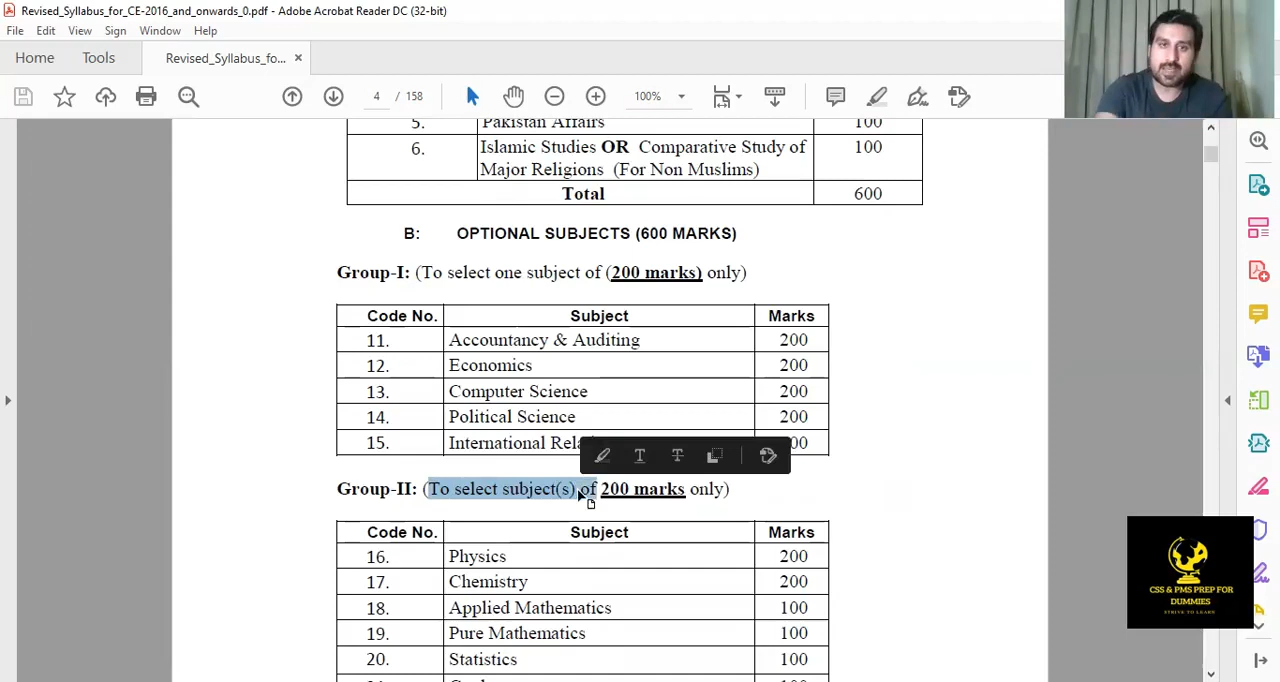 Revised_Syllabus_for_CE-2016_and_onwards_0.pdf - Adobe Acrobat Reader DC (32-bit)
File Edit View Sign Window Help
Home Tools Revised_Syllabus_fo... ×
4 / 158 100%
5. Pakistan Affairs 100
6. Islamic Studies OR Comparative Study of 100
Major Religions (For Non Muslims)
Total 600
B: OPTIONAL SUBJECTS (600 MARKS)
Group-I: (To select one subject of (200 marks) only)
Code No. Subject Marks
11. Accountancy & Auditing 200
12. Economics 200
13. Computer Science 200
14. Political Science 200
15. International
Group-II: (To select subject(s) of 200 marks only)
Code No. Subject Marks
16. Physics 200
17. Chemistry 200
18. Applied Mathematics 100
19. Pure Mathematics 100
20. Statistics 100
CSS & PMS PREP FOR
DUMMIES
STRIVE TO LEARN